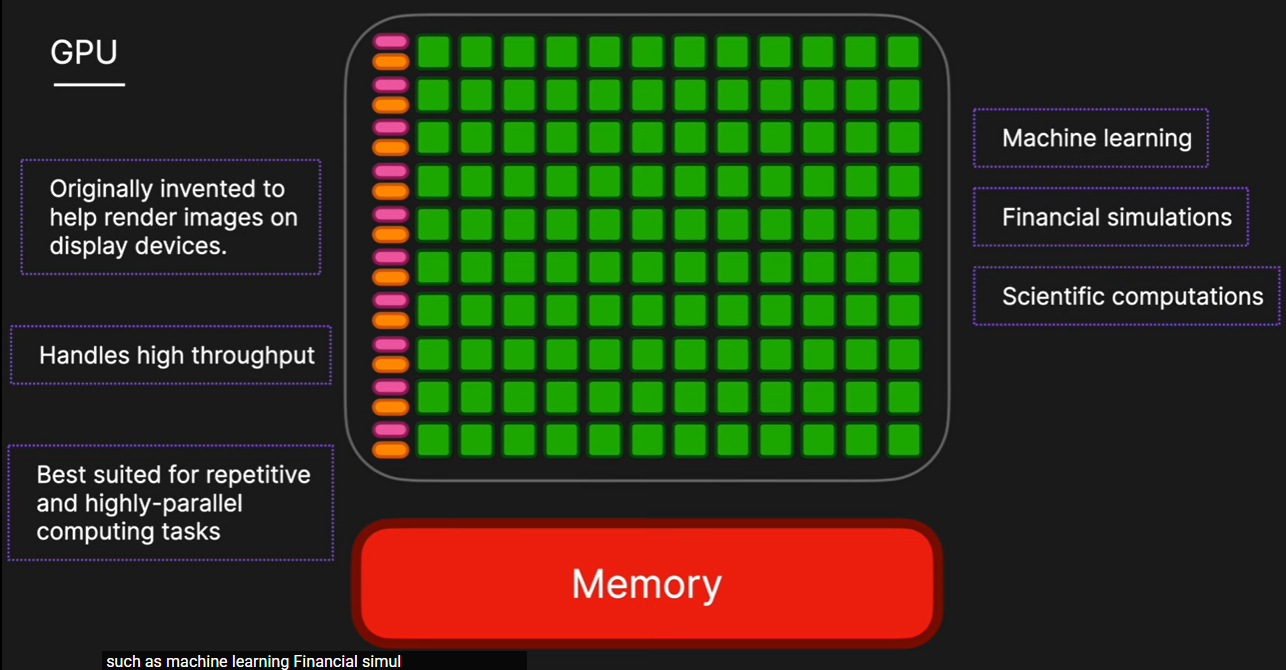 GPU
Originally invented to
help render images on
display devices.
Handles high throughput
Best suited for repetitive
and highly-parallel
computing tasks
Machine learning
Financial simulations
Scientific computations
Memory
such as machine learning Financial simul